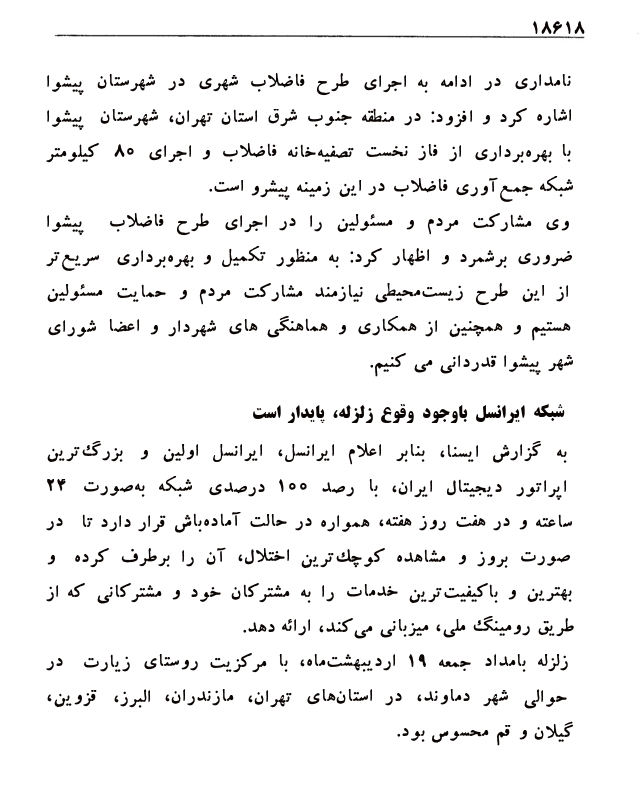 ۱۸۶۱۸
نامداری در ادامه به اجرای طرح فاضلاب شهری در شهرستان پیشوا
اشاره کرد و افزود: در منطقه جنوب شرق استان تهران، شهرستان پیشوا
با بهره‌برداری از فاز نخست تصفیه‌خانه فاضلاب و اجرای ۸۰ کیلومتر
شبکه جمع‌آوری فاضلاب در این زمینه پیشرو است.
وی مشارکت مردم و مسئولین را در اجرای طرح فاضلاب پیشوا
ضروری برشمرد و اظهار کرد: به منظور تکمیل و بهره‌برداری سریع‌تر
از این طرح زیست‌محیطی نیازمند مشارکت مردم و حمایت مسئولین
هستیم و همچنین از همکاری و هماهنگی های شهردار و اعضا شورای
شهر پیشوا قدردانی می کنیم.
شبکه ایرانسل باوجود وقوع زلزله، پایدار است
به گزارش ایسنا، بنابر اعلام ایرانسل، ایرانسل اولین و بزرگ‌ترین
اپراتور دیجیتال ایران، با رصد ۱۰۰ درصدی شبکه به‌صورت ۲۴
ساعته و در هفت روز هفته، همواره در حالت آماده‌باش قرار دارد تا در
صورت بروز و مشاهده کوچك‌ترین اختلال، آن را برطرف کرده و
بهترین و باکیفیت‌ترین خدمات را به مشترکان خود و مشترکانی که از
طریق رومینگ ملی، میزبانی می‌کند، ارائه دهد.
زلزله بامداد جمعه ۱۹ اردیبهشت‌ماه، با مرکزیت روستای زیارت در
حوالی شهر دماوند، در استان‌های تهران، مازندران، البرز، قزوین،
گیلان و قم محسوس بود.